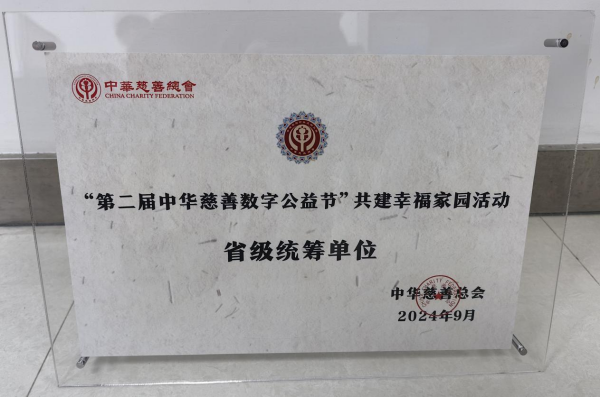 中華慈善總會
CHINA CHARITY FEDERATION
“第二届中华慈善数字公益节”共建幸福家园活动
省级统筹单位
中华慈善总会
2024年9月